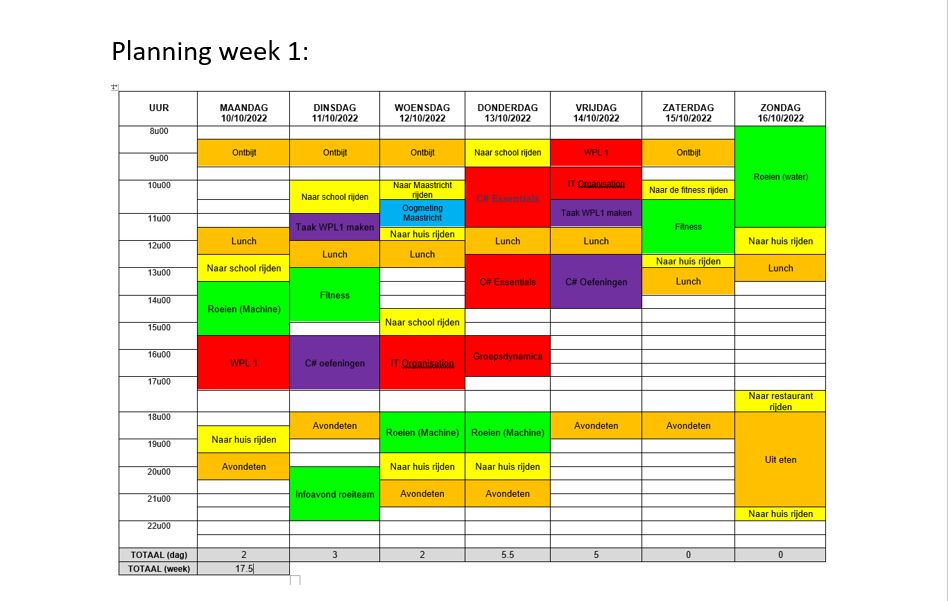 Planning week 1:
UUR MAANDAG DINSDAG WOENSDAG DONDERDAG VRIJDAG ZATERDAG ZONDAG
10/10/2022 11/10/2022 12/10/2022 13/10/2022 14/10/2022 15/10/2022 16/10/2022
8u00
Ontbijt Ontbijt Ontbijt Naar school rijden WPL 1 Ontbijt
9u00
Roeien (water)
10u00 Naar school rijden Naar Maastricht rijden C# Essentials IT Organisation Naar de fitness rijden
Oogmeting Maastricht Taak WPL1 maken
11u00 Taak WPL1 maken Fitness
Naar huis rijden
Lunch Lunch Lunch Naar huis rijden
12u00 Lunch Lunch Naar huis rijden
13u00 Naar school rijden Lunch
Fitness C# Essentials C# Oefeningen Lunch
14u00
Roeien (Machine)
15u00 Naar school rijden
16u00 WPL 1 C# oefeningen IT Organisation Groepsdynamica
17u00
Naar restaurant rijden
18u00
Avondeten Roeien (Machine) Roeien (Machine) Avondeten Avondeten
19u00 Naar huis rijden
Uit eten
20u00 Avondeten Naar huis rijden Naar huis rijden
Infoavond roeiteam Avondeten Avondeten
21u00
Naar huis rijden
22u00
TOTAAL (dag) 2 3 2 5.5 5 0 0
TOTAAL (week) 17.5